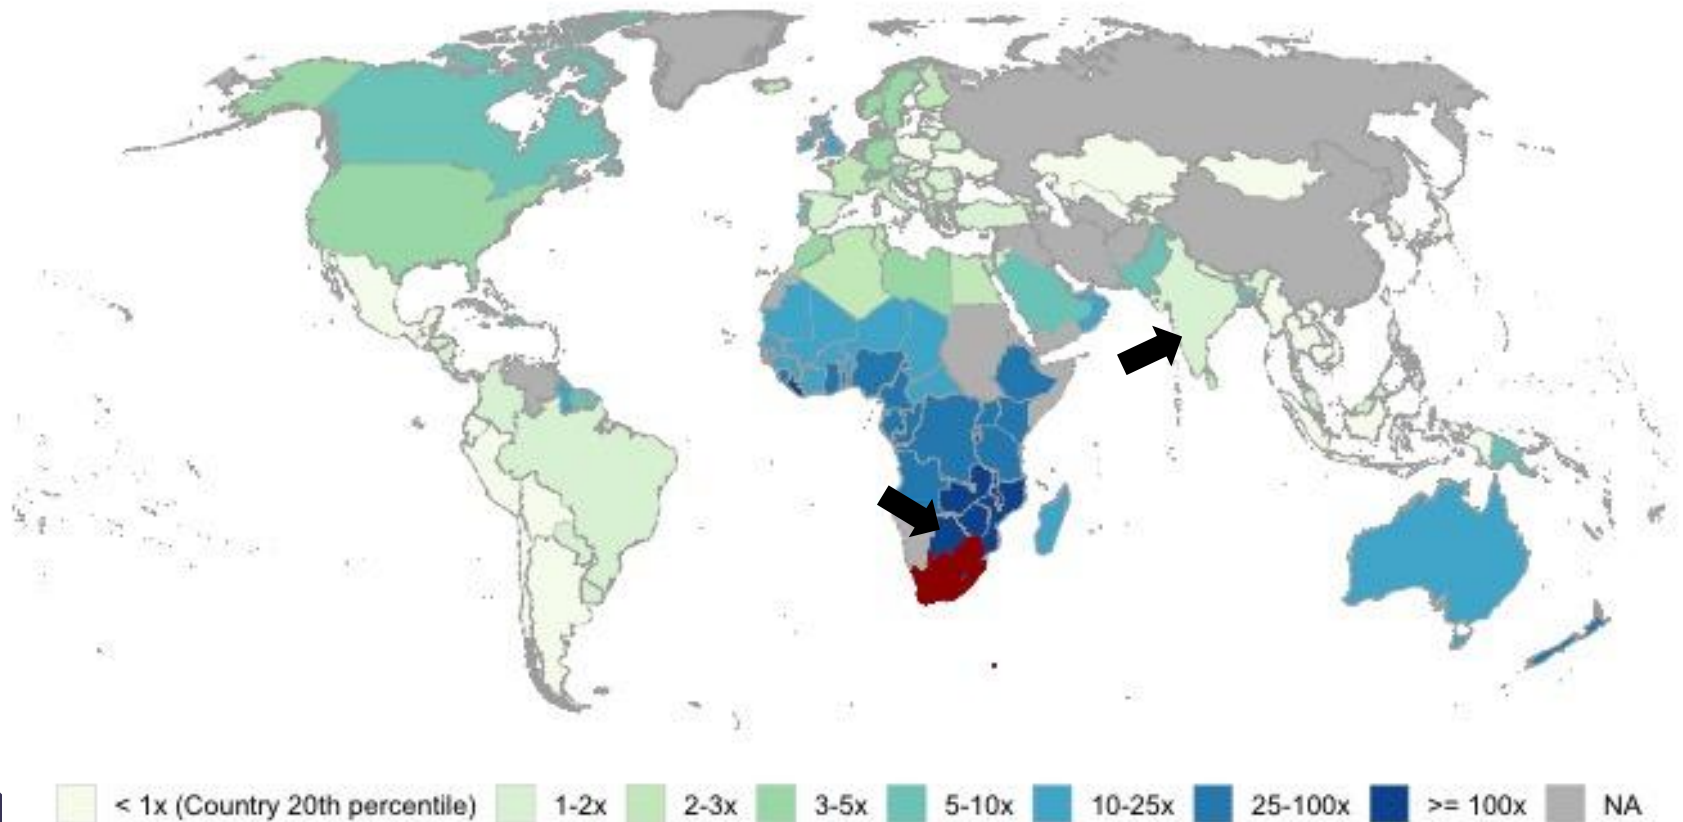 < 1x (Country 20th percentile) 1-2x 2-3x 3-5x 5-10x 10-25x 25-100x >= 100x NA